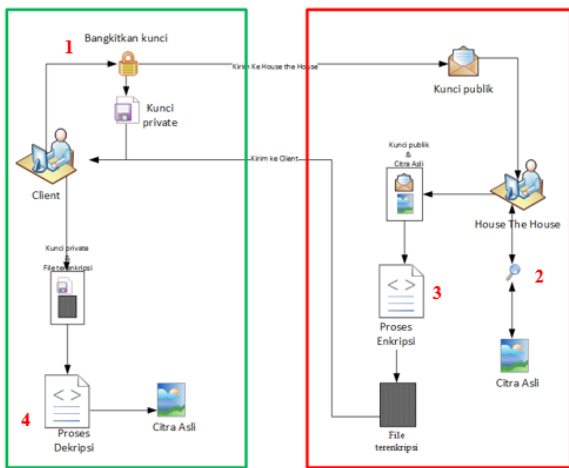 1
Bangkitkan kunci
Kirim Ke House the House
Kunci publik
Kunci
private
Client
Kirim ke Client
Kunci publik
&
Citra Asli
House The House
2
< >
3
Proses
Enkripsi
Citra Asli
File
terenkripsi
Kunci private
&
File terenkripsi
< >
4
Proses
Dekripsi
Citra Asli